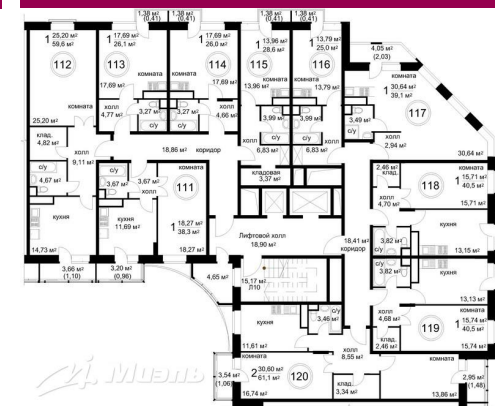 1,38 м² 1,38 м² 1,38 м² 1,38 м²
(0,41) (0,41) (0,41) (0,41)
1 25,20 м²
59,6 м²
112
комната
25,20 м²
1 17,69 м²
26,1 м²
113
комната
17,69 м²
1 17,69 м²
26,0 м²
114
комната
17,69 м²
1 13,96 м²
28,6 м²
115
комната
13,96 м²
1 13,79 м²
25,0 м²
116
комната
13,79 м²
4,05 м²
(2,03)
комната
1 30,64 м²
39,1 м²
117
30,64 м²
холл
4,77 м²
3,27 м²
с/у
3,27 м²
с/у
холл
4,66 м²
3,99 м²
с/у
3,99 м²
с/у
3,49 м²
с/у
холл
2,94 м²
клад.
4,82 м²
холл
9,11 м²
18,86 м² коридор
холл
6,83 м²
холл
6,83 м²
кладовая
3,37 м²
с/у
4,67 м²
с/у
3,67 м²
3,67 м²
холл
комната
111
1 18,27 м²
38,3 м²
18,27 м²
2,46 м²
клад.
холл
4,70 м²
комната
118
1 15,71 м²
40,5 м²
15,71 м²
кухня
14,73 м²
кухня
11,69 м²
Лифтовой холл
18,90 м²
18,41 м²
коридор
3,82 м²
с/у
с/у
3,82 м²
кухня
13,15 м²
кухня
13,13 м²
3,66 м²
(1,10)
3,20 м²
(0,96)
4,65 м²
15,17 м²
Л10
холл
4,68 м²
клад.
2,46 м²
комната
119
1 15,74 м²
40,5 м²
15,74 м²
кухня
11,61 м²
с/у
3,46 м²
холл
8,55 м²
комната
2 30,60 м²
61,1 м²
120
16,74 м²
3,54 м²
(1,06)
клад.
3,34 м²
комната
13,86 м²
2,95 м²
(1,48)
Миэль